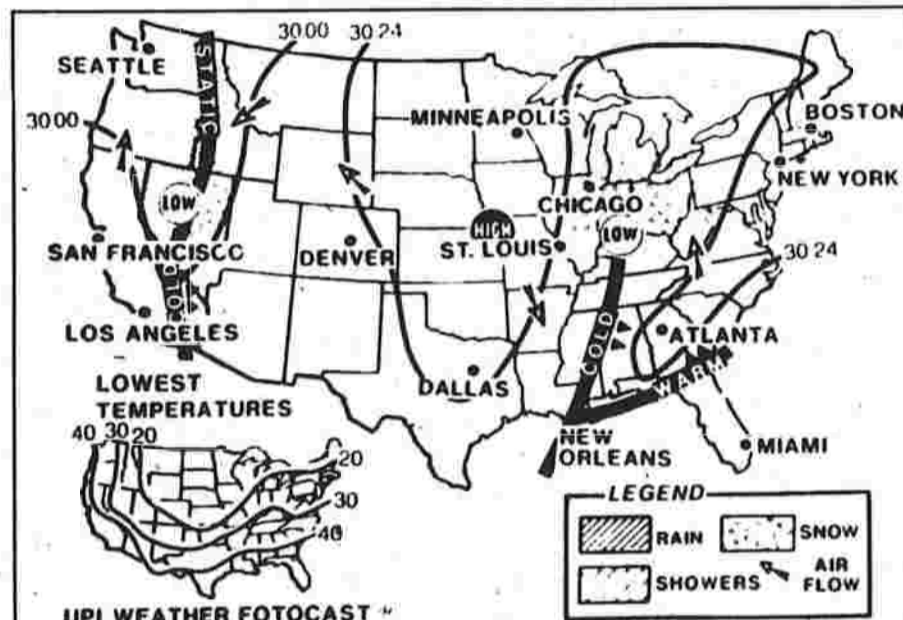 30.00 30.24
SEATTLE
STATIC
30.00
MINNEAPOLIS
BOSTON
NEW YORK
LOW
CHICAGO
HIGH
LOW
SAN FRANCISCO
DENVER
ST. LOUIS
30.24
COLD
COLD
LOS ANGELES
ATLANTA
DALLAS
WARM
LOWEST
TEMPERATURES
NEW
ORLEANS
MIAMI
40 30 20
20
30
40
LEGEND
RAIN
SNOW
SHOWERS
AIR
FLOW
UPI WEATHER FOTOCAST